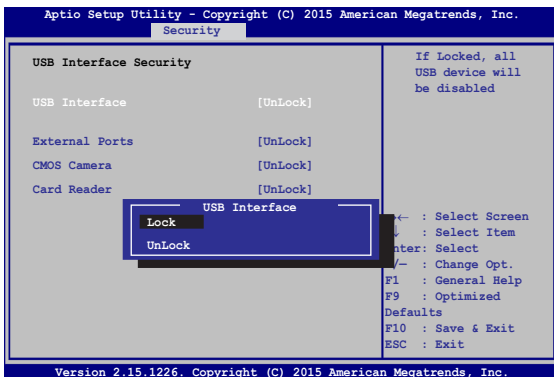 Aptio Setup Utility - Copyright (C) 2015 American Megatrends, Inc.
Security
USB Interface Security
USB Interface [UnLock]
External Ports [UnLock]
CMOS Camera [UnLock]
Card Reader [UnLock]
USB Interface
Lock
UnLock
If Locked, all
USB device will
be disabled
→← : Select Screen
↓ : Select Item
nter: Select
/— : Change Opt.
F1 : General Help
F9 : Optimized
Defaults
F10 : Save & Exit
ESC : Exit
Version 2.15.1226. Copyright (C) 2015 American Megatrends, Inc.